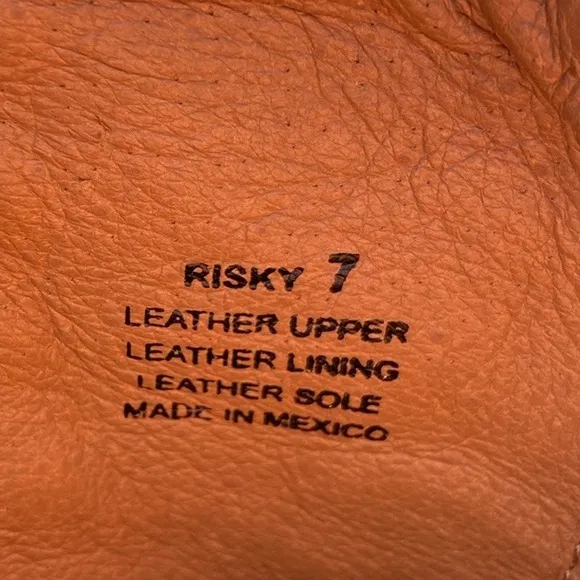 RISKY 7
LEATHER UPPER
LEATHER LINING
LEATHER SOLE
MADE IN MEXICO